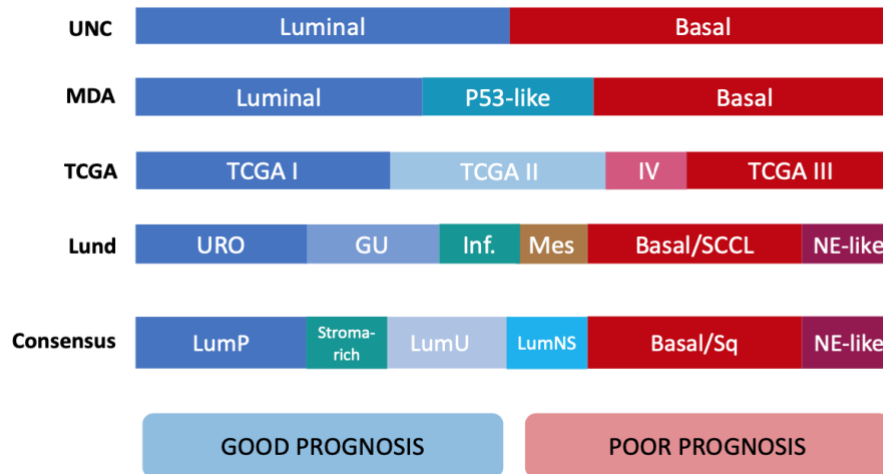 UNC Luminal Basal
MDA Luminal P53-like Basal
TCGA TCGA I TCGA II IV TCGA III
Lund URO GU Inf. Mes Basal/SCCL NE-like
Consensus LumP Stroma-
rich LumU LumNS Basal/Sq NE-like
GOOD PROGNOSIS POOR PROGNOSIS